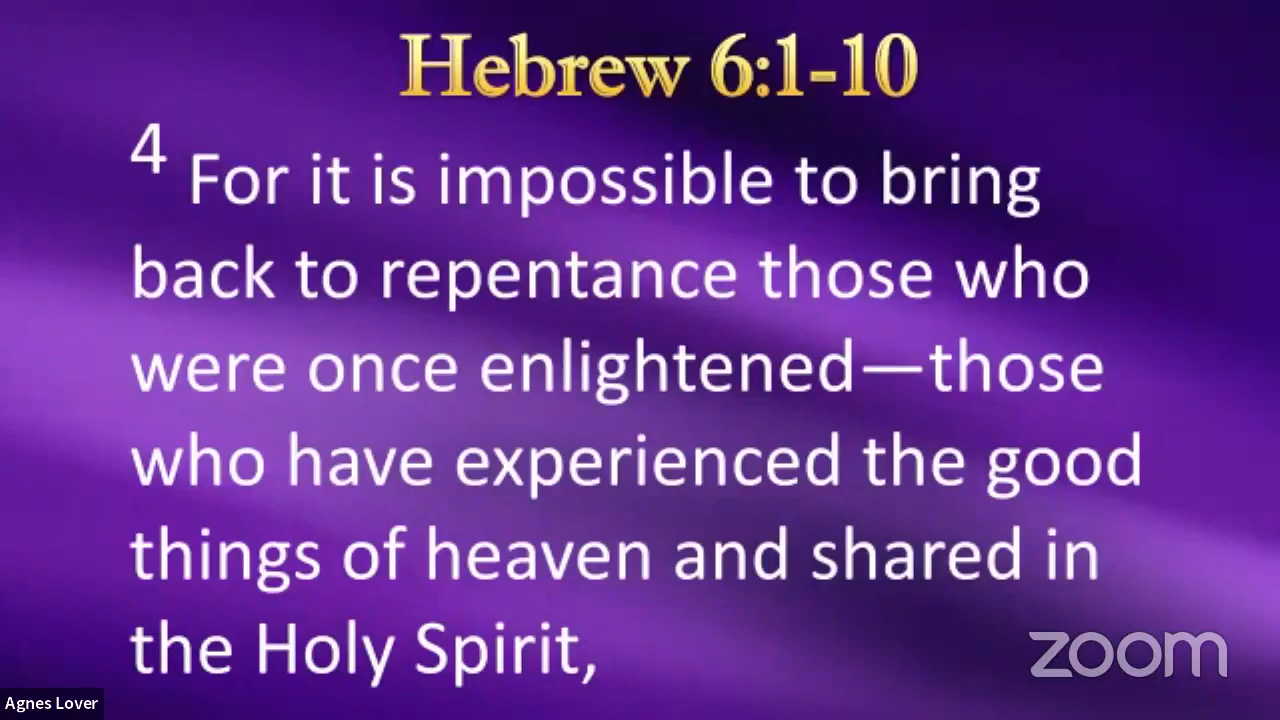 Hebrew 6:1-10
4 For it is impossible to bring
back to repentance those who
were once enlightened—those
who have experienced the good
things of heaven and shared in
the Holy Spirit,
zoom
Agnes Lover